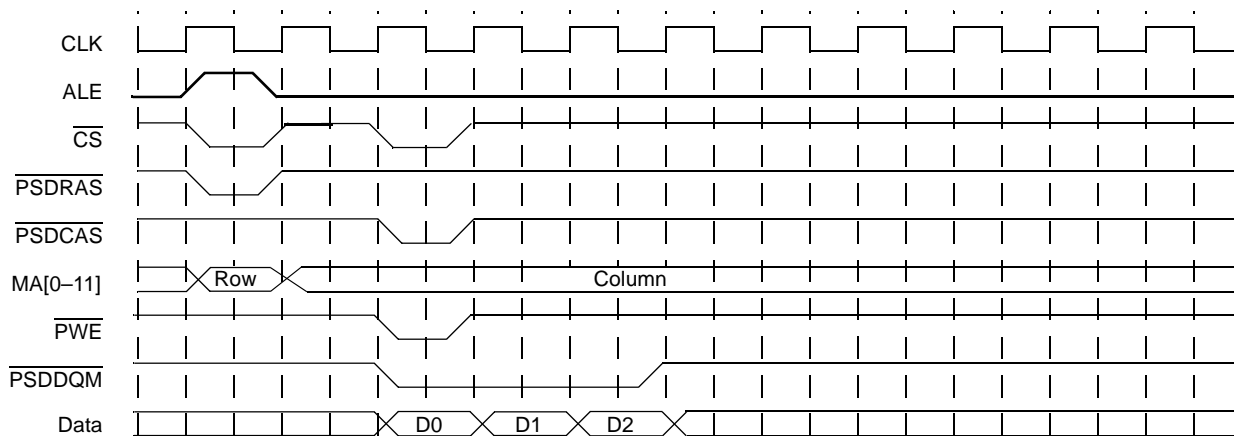 CLK
ALE
CS
PSDRAS
PSDCAS
MA[0–11] Row Column
PWE
PSDDQM
Data D0 D1 D2